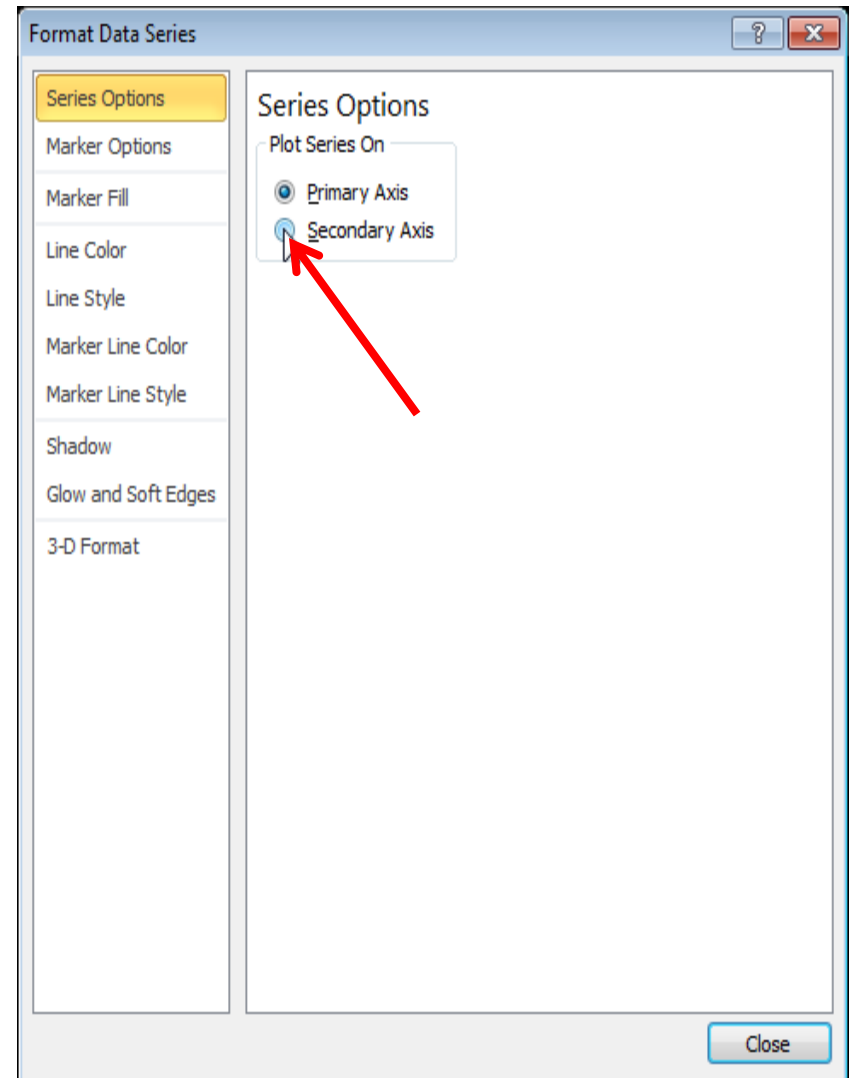 Format Data Series
?
Series Options
Marker Options
Marker Fill
Line Color
Line Style
Marker Line Color
Marker Line Style
Shadow
Glow and Soft Edges
3-D Format
Series Options
Plot Series On
Primary Axis
Secondary Axis
Close